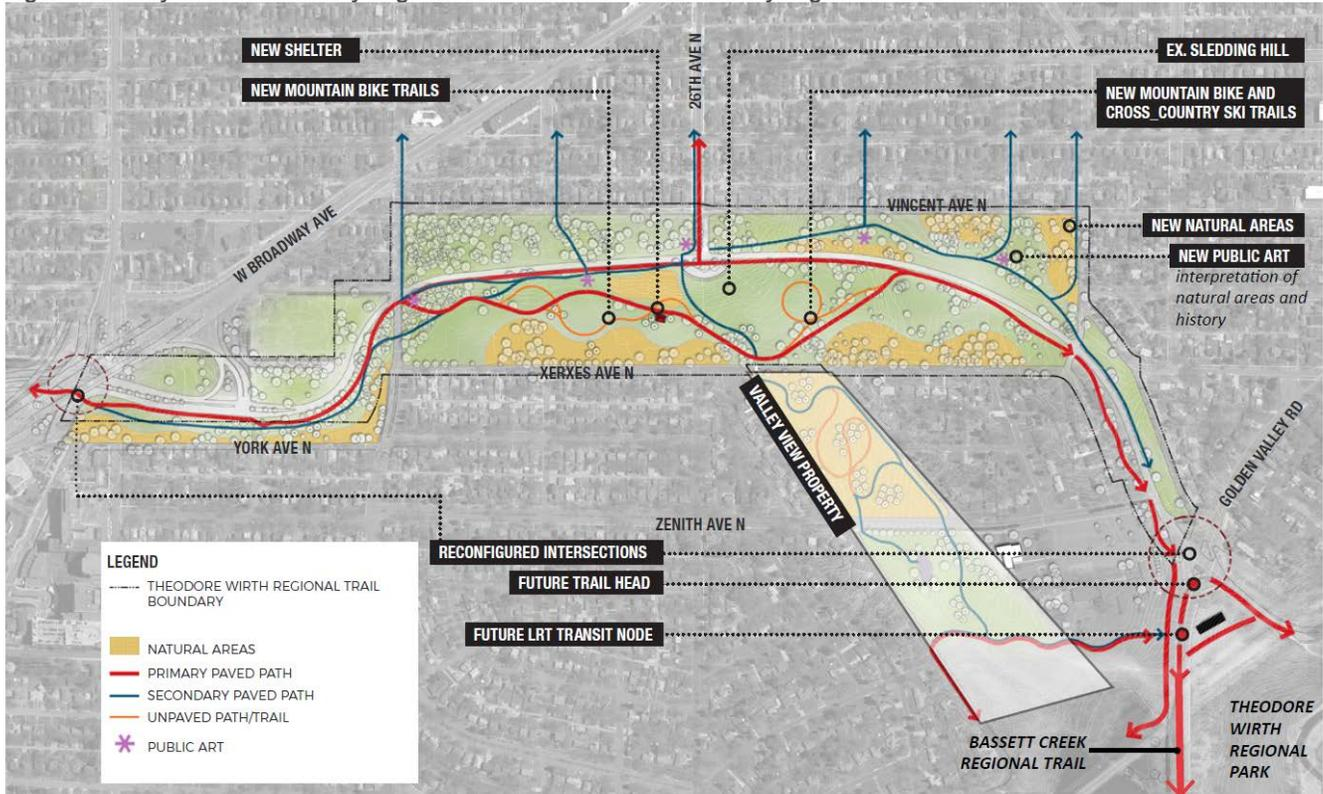 NEW SHELTER
NEW MOUNTAIN BIKE TRAILS
26TH AVE N
EX. SLEDDING HILL
NEW MOUNTAIN BIKE AND
CROSS_COUNTRY SKI TRAILS
W BROADWAY AVE
VINCENT AVE N
NEW NATURAL AREAS
NEW PUBLIC ART
interpretation of
natural areas and
history
XERXES AVE N
YORK AVE N
VALLEY VIEW PROPERTY
GOLDEN VALLEY RD
ZENITH AVE N
RECONFIGURED INTERSECTIONS
FUTURE TRAIL HEAD
FUTURE LRT TRANSIT NODE
LEGEND
THEODORE WIRTH REGIONAL TRAIL
BOUNDARY
NATURAL AREAS
PRIMARY PAVED PATH
SECONDARY PAVED PATH
UNPAVED PATH/TRAIL
PUBLIC ART
BASSETT CREEK
REGIONAL TRAIL
THEODORE
WIRTH
REGIONAL
PARK